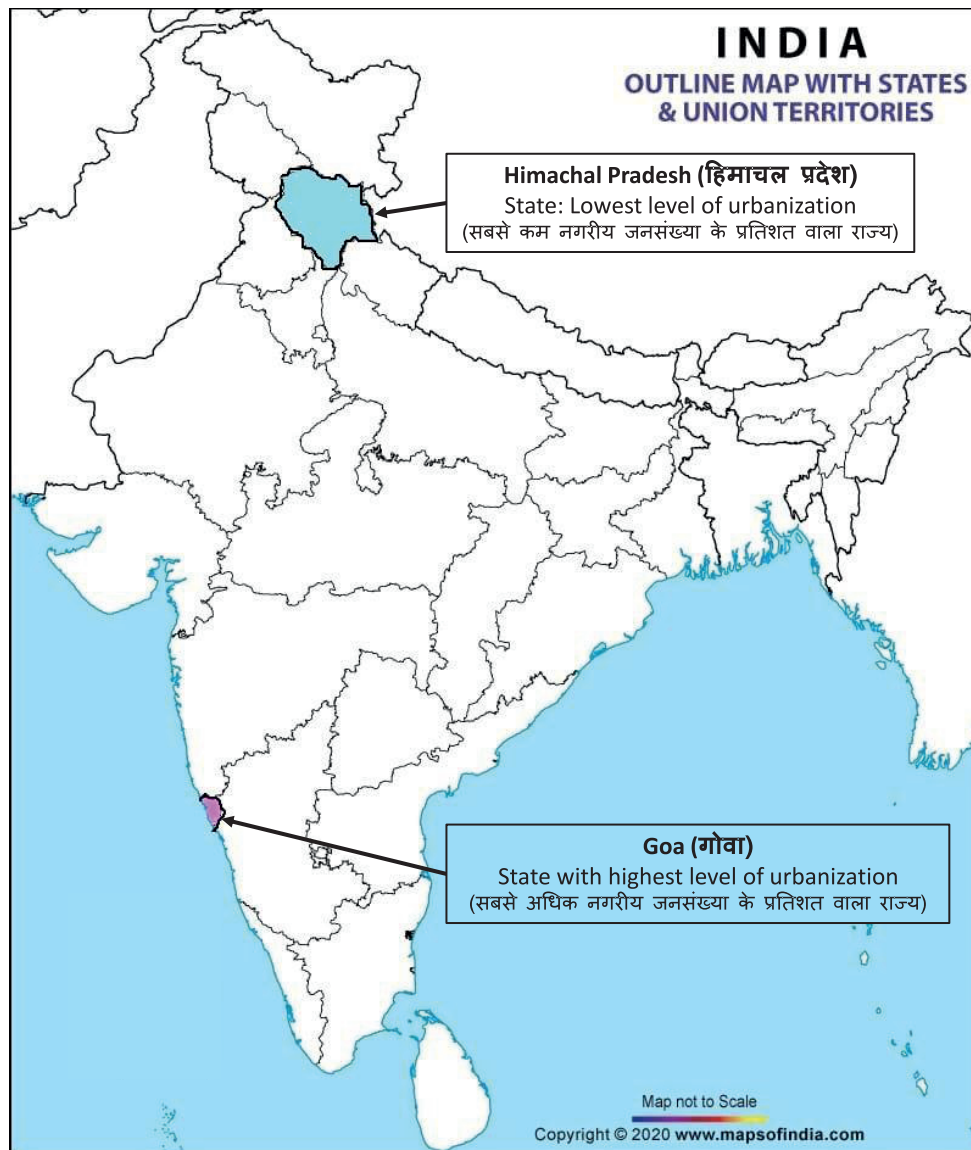 INDIA
OUTLINE MAP WITH STATES
& UNION TERRITORIES
Himachal Pradesh (हिमाचल प्रदेश)
State: Lowest level of urbanization
(सबसे कम नगरीय जनसंख्या के प्रतिशत वाला राज्य)
Goa (गोवा)
State with highest level of urbanization
(सबसे अधिक नगरीय जनसंख्या के प्रतिशत वाला राज्य)
Map not to Scale
Copyright © 2020 www.mapsofindia.com